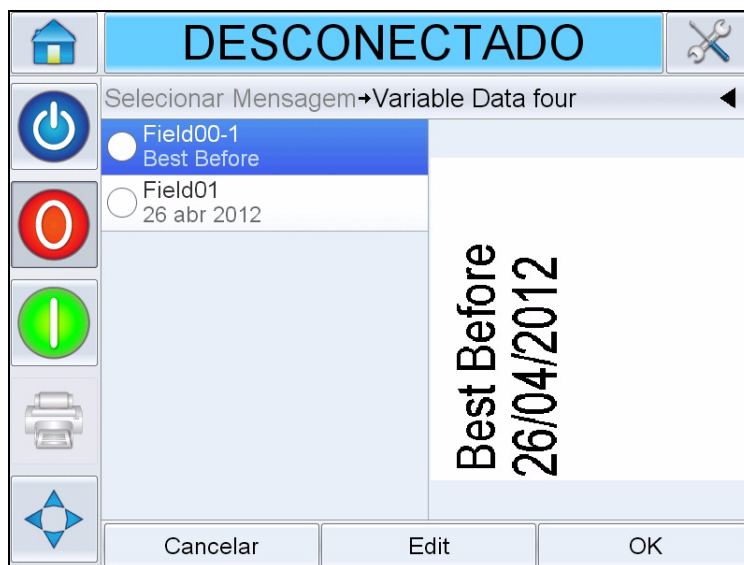 DESCONECTADO
Selecionar Mensagem→Variable Data four
Field00-1
Best Before
Field01
26 abr 2012
Best Before
26/04/2012
Cancelar
Edit
OK